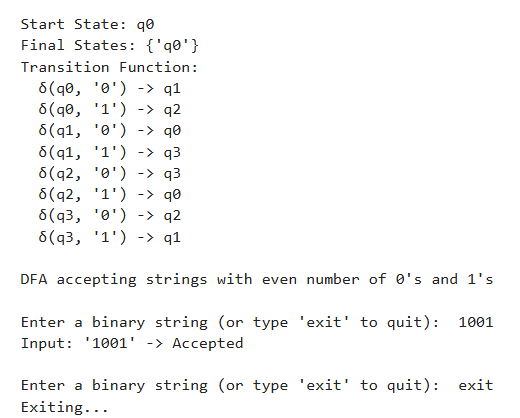 Start State: q0
Final States: {'q0'}
Transition Function:
  δ(q0, '0') -> q1
  δ(q0, '1') -> q2
  δ(q1, '0') -> q0
  δ(q1, '1') -> q3
  δ(q2, '0') -> q3
  δ(q2, '1') -> q0
  δ(q3, '0') -> q2
  δ(q3, '1') -> q1
DFA accepting strings with even number of 0's and 1's
Enter a binary string (or type 'exit' to quit):  1001
Input: '1001' -> Accepted
Enter a binary string (or type 'exit' to quit):  exit
Exiting...